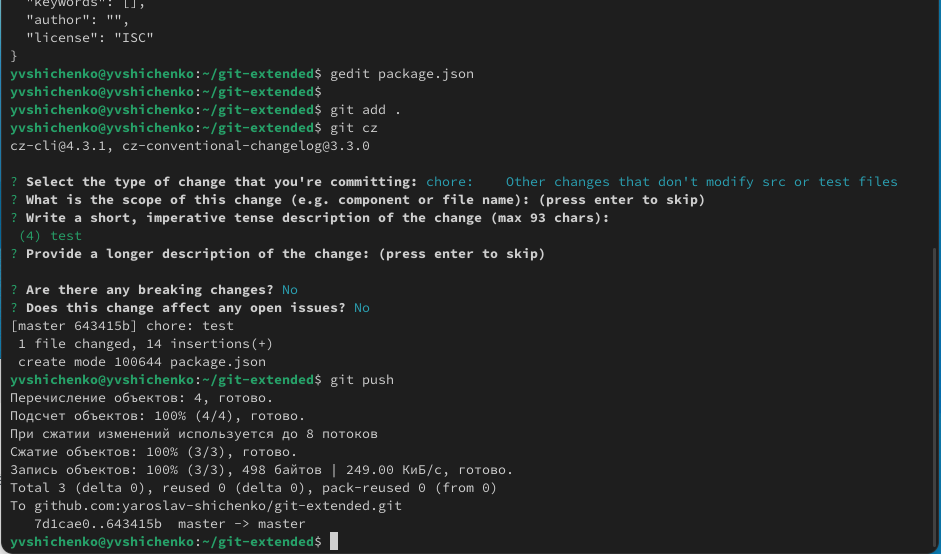 "keywords": [],
"author": "",
"license": "ISC"
}
yvshichenko@yvshichenko:~/git-extended$ gedit package.json
yvshichenko@yvshichenko:~/git-extended$
yvshichenko@yvshichenko:~/git-extended$ git add .
yvshichenko@yvshichenko:~/git-extended$ git cz
cz-cli@4.3.1, cz-conventional-changelog@3.3.0
? Select the type of change that you're committing: chore:    Other changes that don't modify src or test files
? What is the scope of this change (e.g. component or file name): (press enter to skip)
? Write a short, imperative tense description of the change (max 93 chars):
(4) test
? Provide a longer description of the change: (press enter to skip)
? Are there any breaking changes? No
? Does this change affect any open issues? No
[master 643415b] chore: test
1 file changed, 14 insertions(+)
create mode 100644 package.json
yvshichenko@yvshichenko:~/git-extended$ git push
Перечисление объектов: 4, готово.
Подсчет объектов: 100% (4/4), готово.
При сжатии изменений используется до 8 потоков
Сжатие объектов: 100% (3/3), готово.
Запись объектов: 100% (3/3), 498 байтов | 249.00 КиБ/с, готово.
Total 3 (delta 0), reused 0 (delta 0), pack-reused 0 (from 0)
To github.com:yaroslav-shichenko/git-extended.git
7d1cae0..643415b  master -> master
yvshichenko@yvshichenko:~/git-extended$